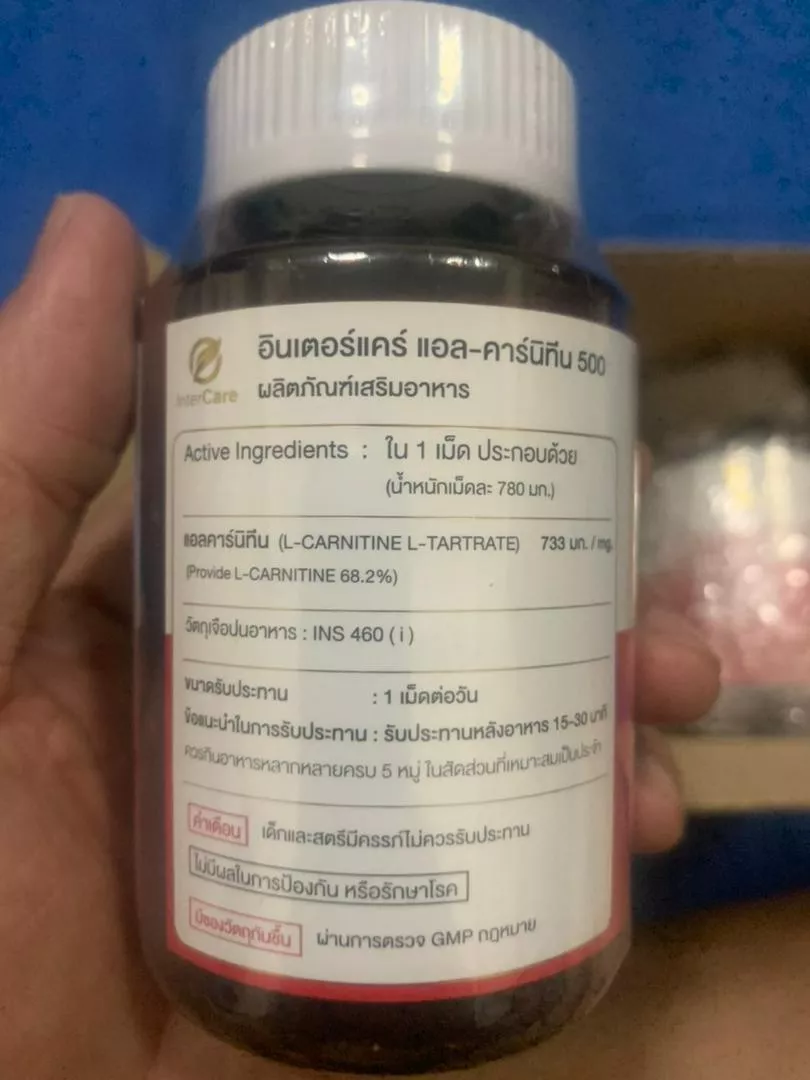 InterCare
อินเตอร์แคร์ แอล-คาร์นิทีน 500
ผลิตภัณฑ์เสริมอาหาร
Active Ingredients : ใน 1 เม็ด ประกอบด้วย
(น้ำหนักเม็ดละ 780 มก.)
แอลคาร์นิทีน (L-CARNITINE L-TARTRATE) 733 มก. / mg.
(Provide L-CARNITINE 68.2%)
วัตถุเจือปนอาหาร : INS 460 ( i )
ขนาดรับประทาน : 1 เม็ดต่อวัน
ข้อแนะนำในการรับประทาน : รับประทานหลังอาหาร 15-30 นาที
ควรกินอาหารหลากหลายครบ 5 หมู่ ในสัดส่วนที่เหมาะสมเป็นประจำ
คำเตือน เด็กและสตรีมีครรภ์ไม่ควรรับประทาน
ไม่มีผลในการป้องกัน หรือรักษาโรค
มีซองวัตถุกันชื้น ผ่านการตรวจ GMP กฎหมาย